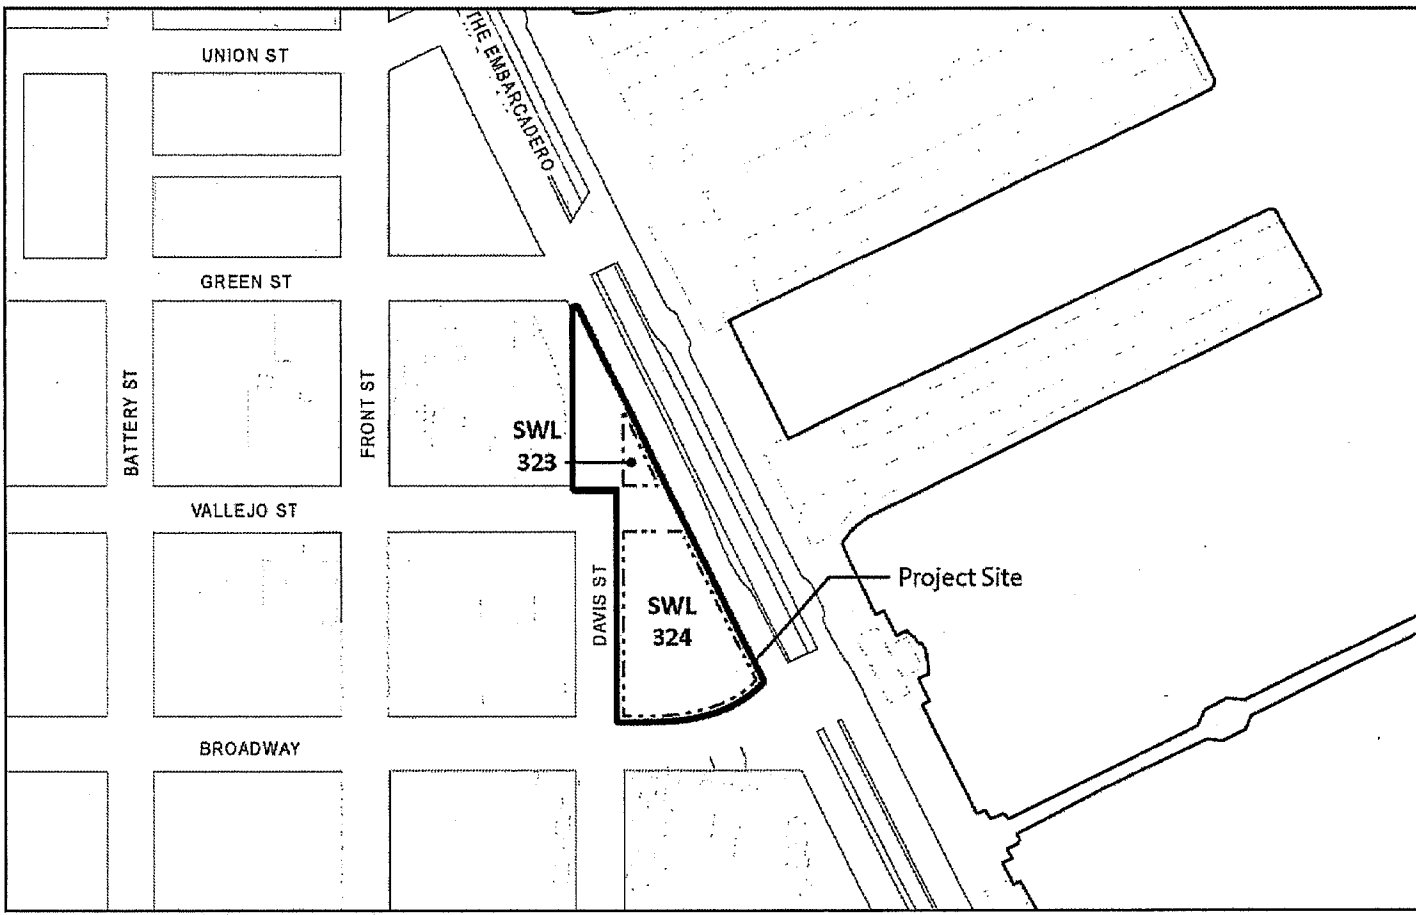 UNION ST
THE EMBARCADERO
GREEN ST
BATTERY ST
FRONT ST
SWL
323
VALLEJO ST
DAVIS ST
SWL
324
Project Site
BROADWAY